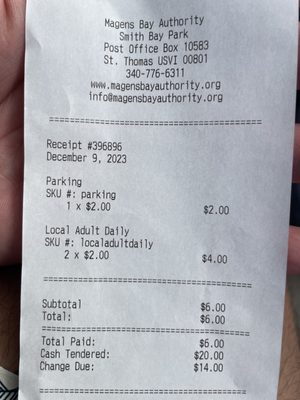 Magens Bay Authority
Smith Bay Park
Post Office Box 10583
St. Thomas USVI 00801
340-776-6311
www.magensbayauthority.org
info@magensbayauthority.org
Receipt #396896
December 9, 2023
Parking
SKU #: parking
1 x $2.00 $2.00
Local Adult Daily
SKU #: localadultdaily
2 x $2.00 $4.00
Subtotal $6.00
Total: $6.00
Total Paid: $6.00
Cash Tendered: $20.00
Change Due: $14.00